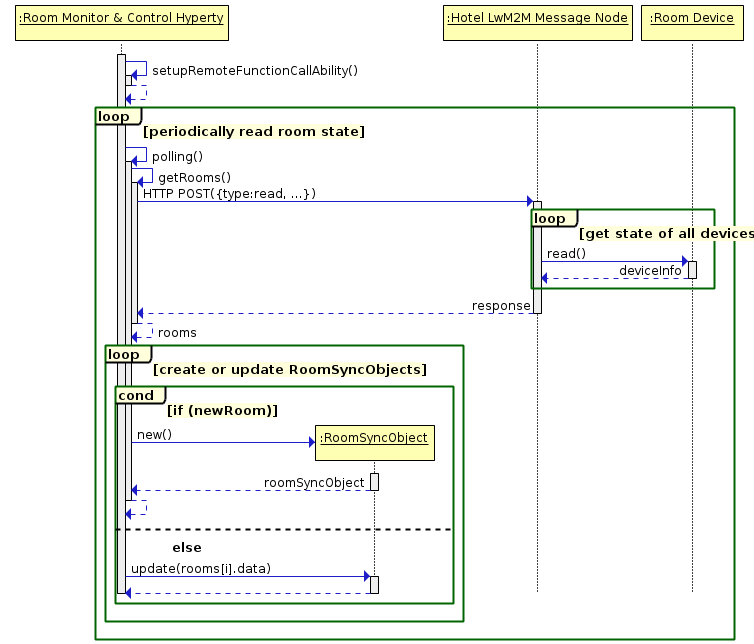 :Room Monitor & Control Hyperty
:Hotel LwM2M Message Node
:Room Device
setupRemoteFunctionCallAbility()
loop
[periodically read room state]
polling()
getRooms()
HTTP POST({type:read, ...})
loop
[get state of all devices
read()
deviceInfo
response
rooms
loop
[create or update RoomSyncObjects]
cond
[if (newRoom)]
new()
:RoomSyncObject
roomSyncObject
else
update(rooms[i].data)